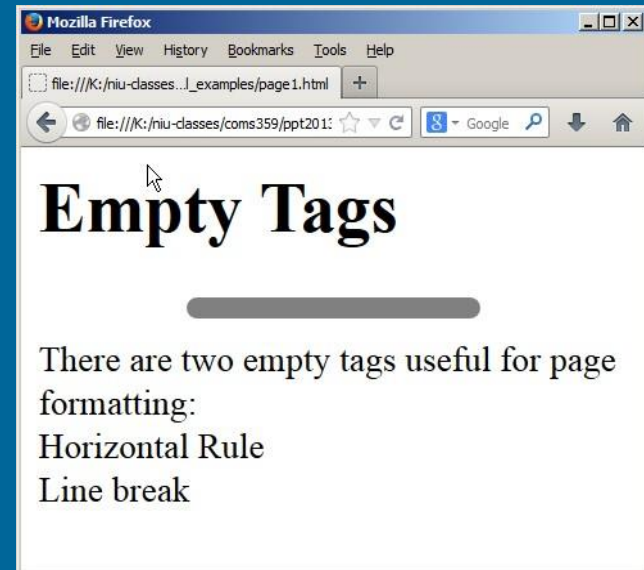 Mozilla Firefox
File Edit View History Bookmarks Tools Help
file:///K:/niu-classes...l_examples/page1.html +
file:///K:/niu-classes/coms359/ppt2013 Google
Empty Tags
There are two empty tags useful for page
formatting:
Horizontal Rule
Line break